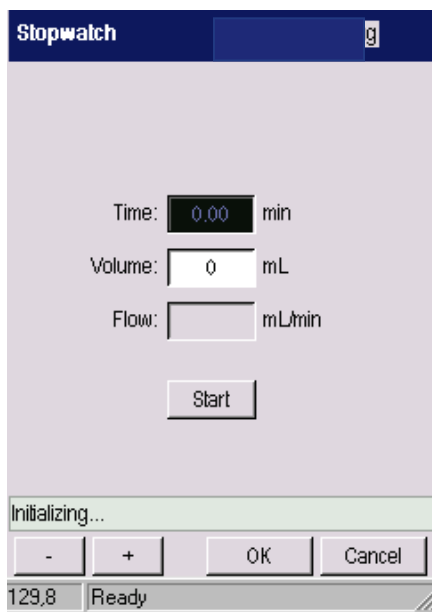 Stopwatch g
Time: 0.00 min
Volume: 0 mL
Flow: mL/min
Start
Initializing...
- + OK Cancel
129,8 Ready